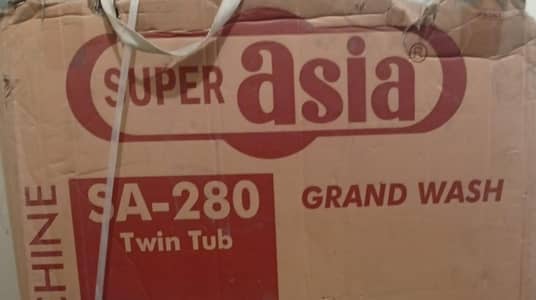 SUPER asia®
SA-280
Twin Tub
GRAND WASH
CHINE